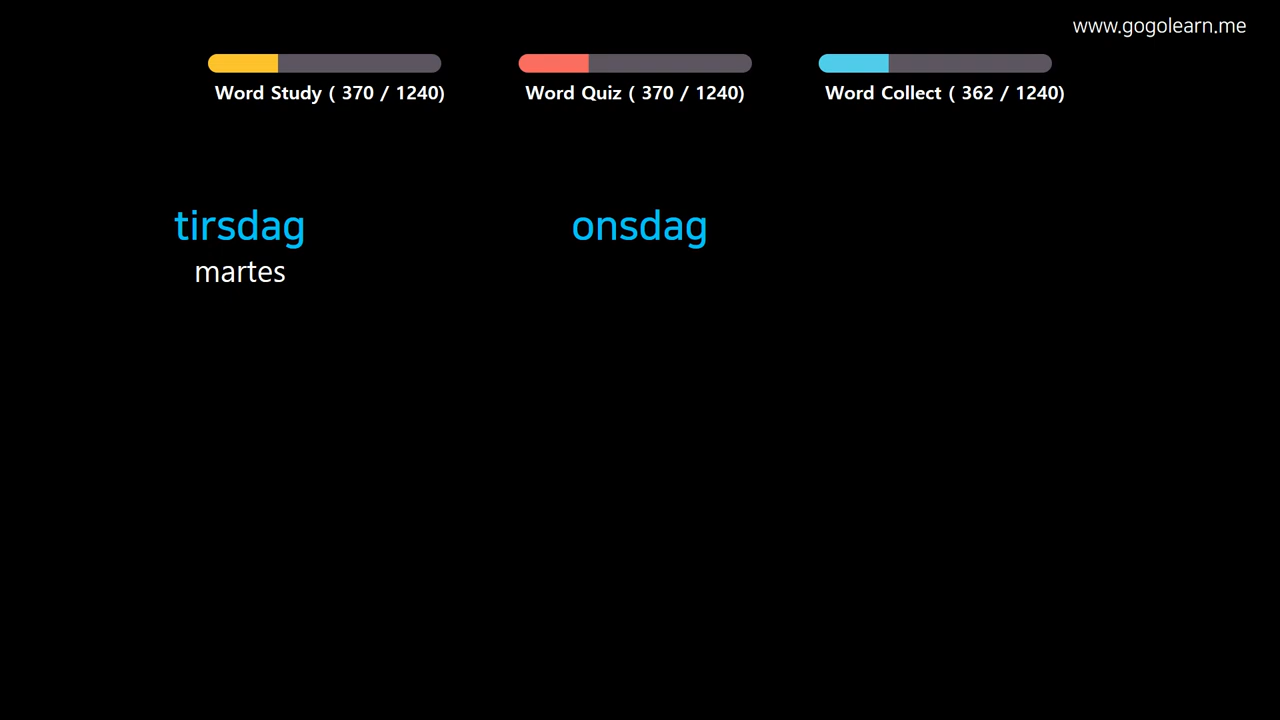 www.gogolearn.me
Word Study ( 370 / 1240)
Word Quiz ( 370 / 1240)
Word Collect ( 362 / 1240)
tirsdag
martes
onsdag